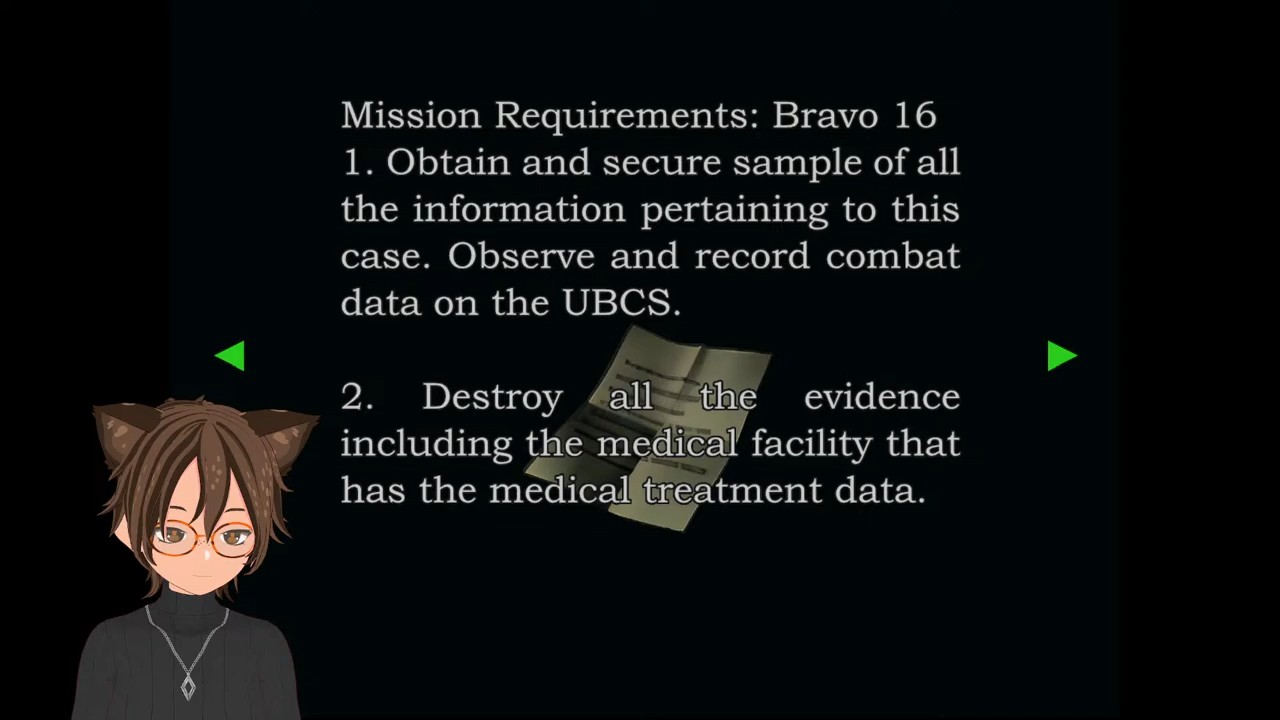 Mission Requirements: Bravo 16
1. Obtain and secure sample of all
the information pertaining to this
case. Observe and record combat
data on the UBCS.
2. Destroy all the evidence
including the medical facility that
has the medical treatment data.